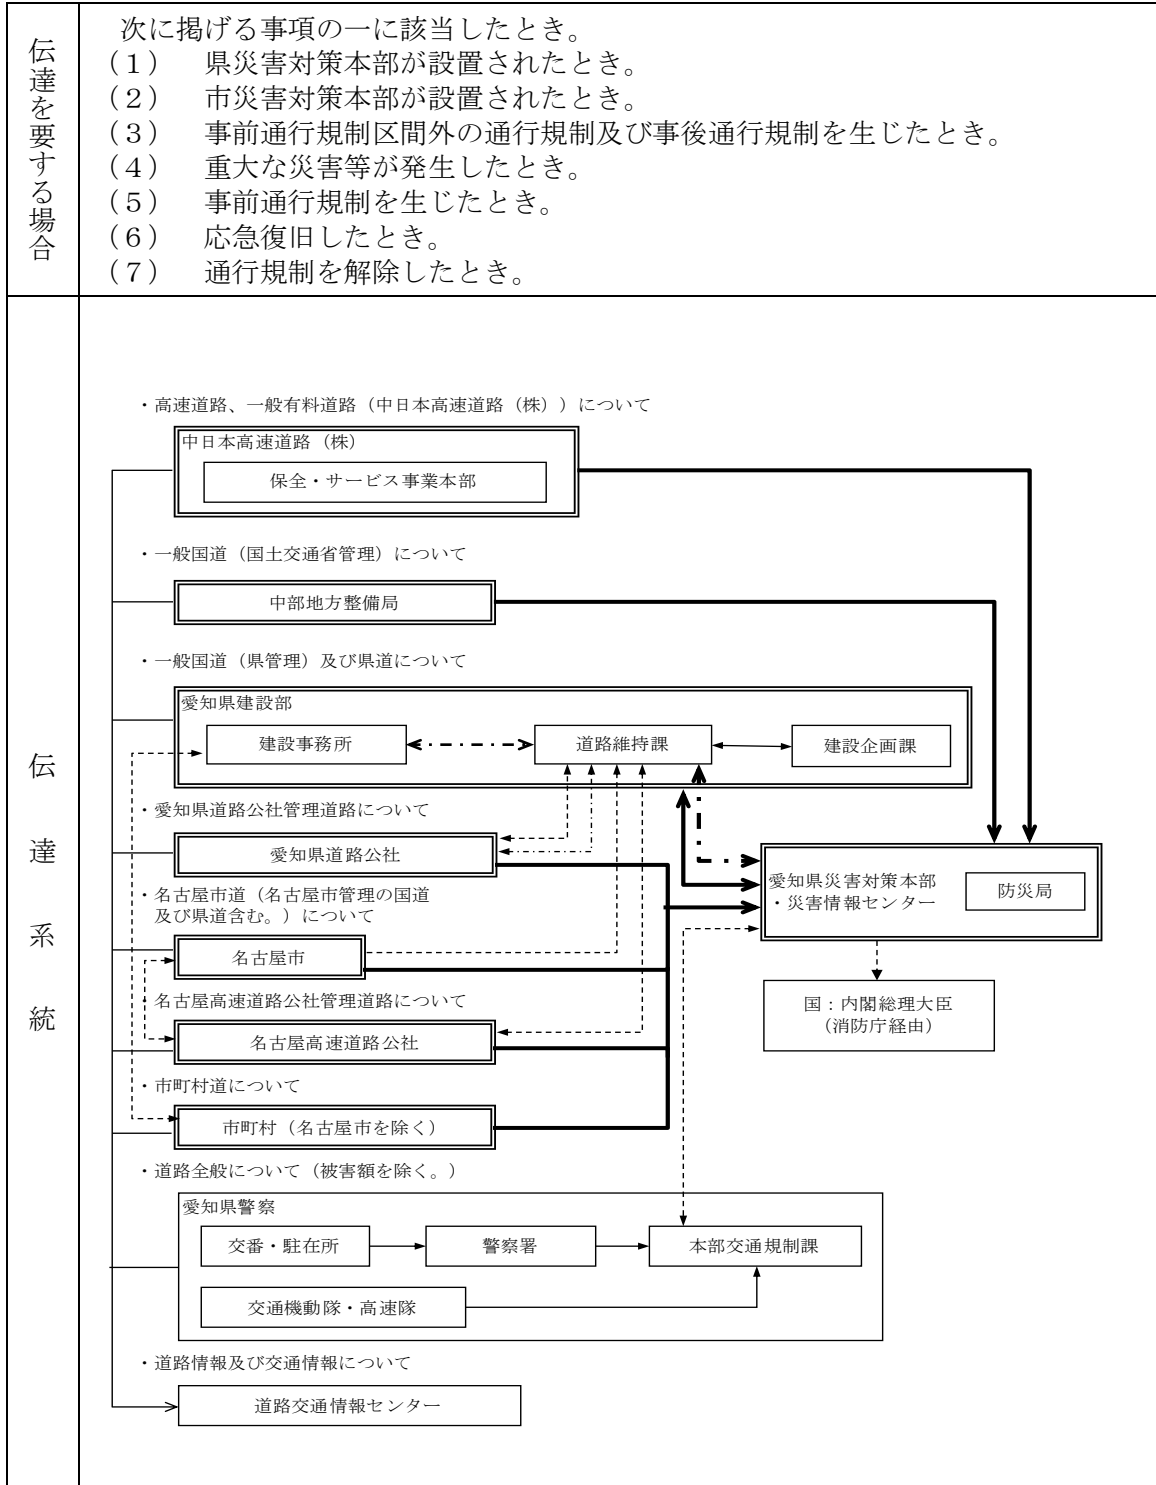 伝達を要する場合
次に掲げる事項の一に該当したとき。
（１）　県災害対策本部が設置されたとき。
（２）　市災害対策本部が設置されたとき。
（３）　事前通行規制区間外の通行規制及び事後通行規制を生じたとき。
（４）　重大な災害等が発生したとき。
（５）　事前通行規制を生じたとき。
（６）　応急復旧したとき。
（７）　通行規制を解除したとき。
伝達系統
・高速道路、一般有料道路（中日本高速道路（株））について
中日本高速道路（株）
保全・サービス事業本部
・一般国道（国土交通省管理）について
中部地方整備局
・一般国道（県管理）及び県道について
愛知県建設部
建設事務所
道路維持課
建設企画課
・愛知県道路公社管理道路について
愛知県道路公社
・名古屋市道（名古屋市管理の国道
及び県道含む。）について
名古屋市
・名古屋高速道路公社管理道路について
名古屋高速道路公社
・市町村道について
市町村（名古屋市を除く）
愛知県災害対策本部
・災害情報センター
防災局
国：内閣総理大臣
（消防庁経由）
・道路全般について（被害額を除く。）
愛知県警察
交番・駐在所
警察署
本部交通規制課
交通機動隊・高速隊
・道路情報及び交通情報について
道路交通情報センター